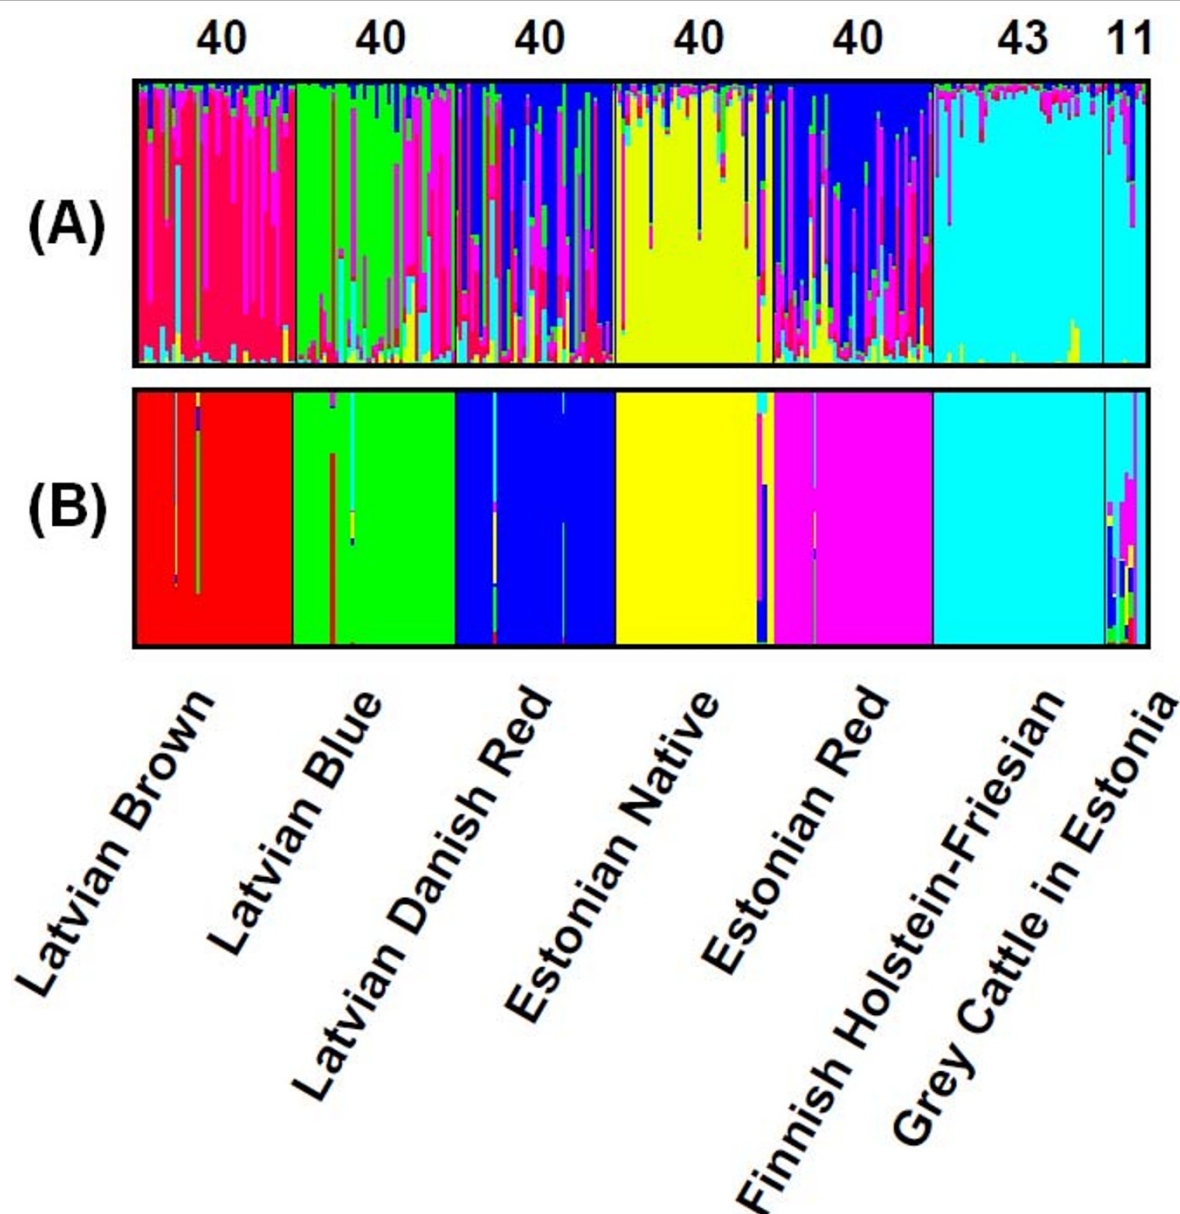 40 40 40 40 40 43 11
(A)
(B)
Latvian Brown
Latvian Blue
Latvian Danish Red
Estonian Native
Estonian Red
Finnish Holstein-Friesian
Grey Cattle in Estonia